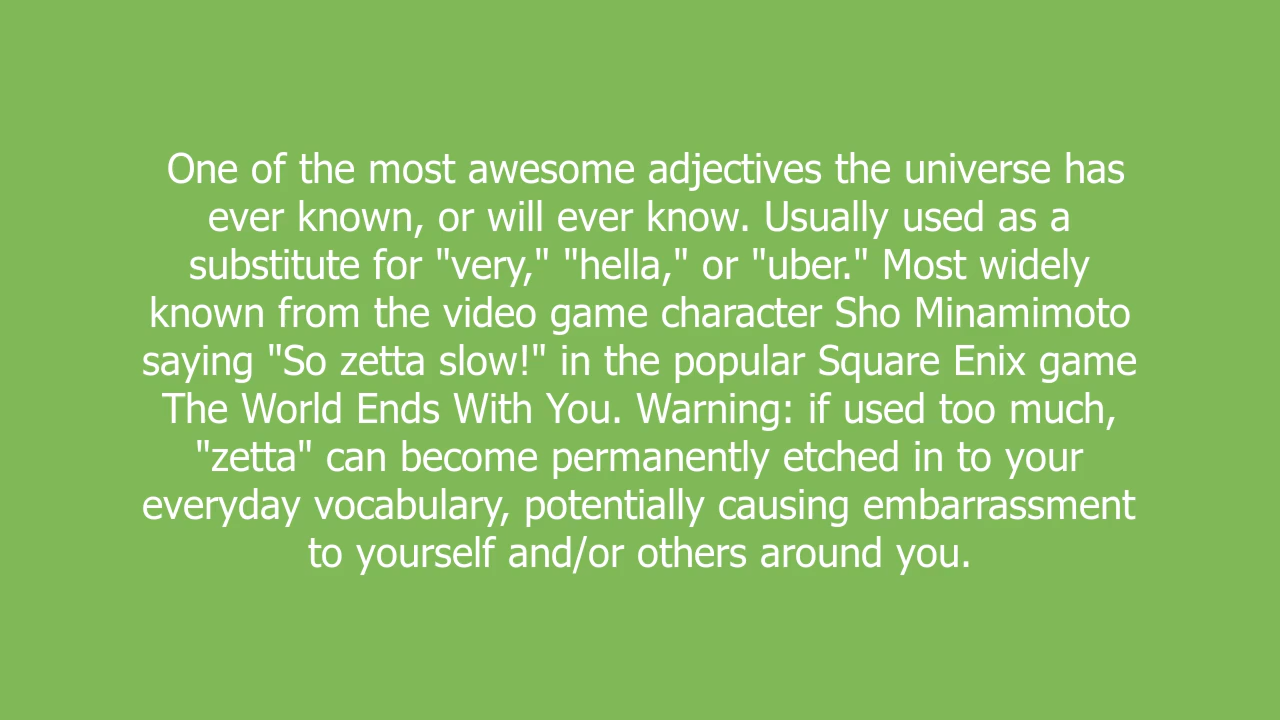 One of the most awesome adjectives the universe has
ever known, or will ever know. Usually used as a
substitute for "very," "hella," or "uber." Most widely
known from the video game character Sho Minamimoto
saying "So zetta slow!" in the popular Square Enix game
The World Ends With You. Warning: if used too much,
"zetta" can become permanently etched in to your
everyday vocabulary, potentially causing embarrassment
to yourself and/or others around you.